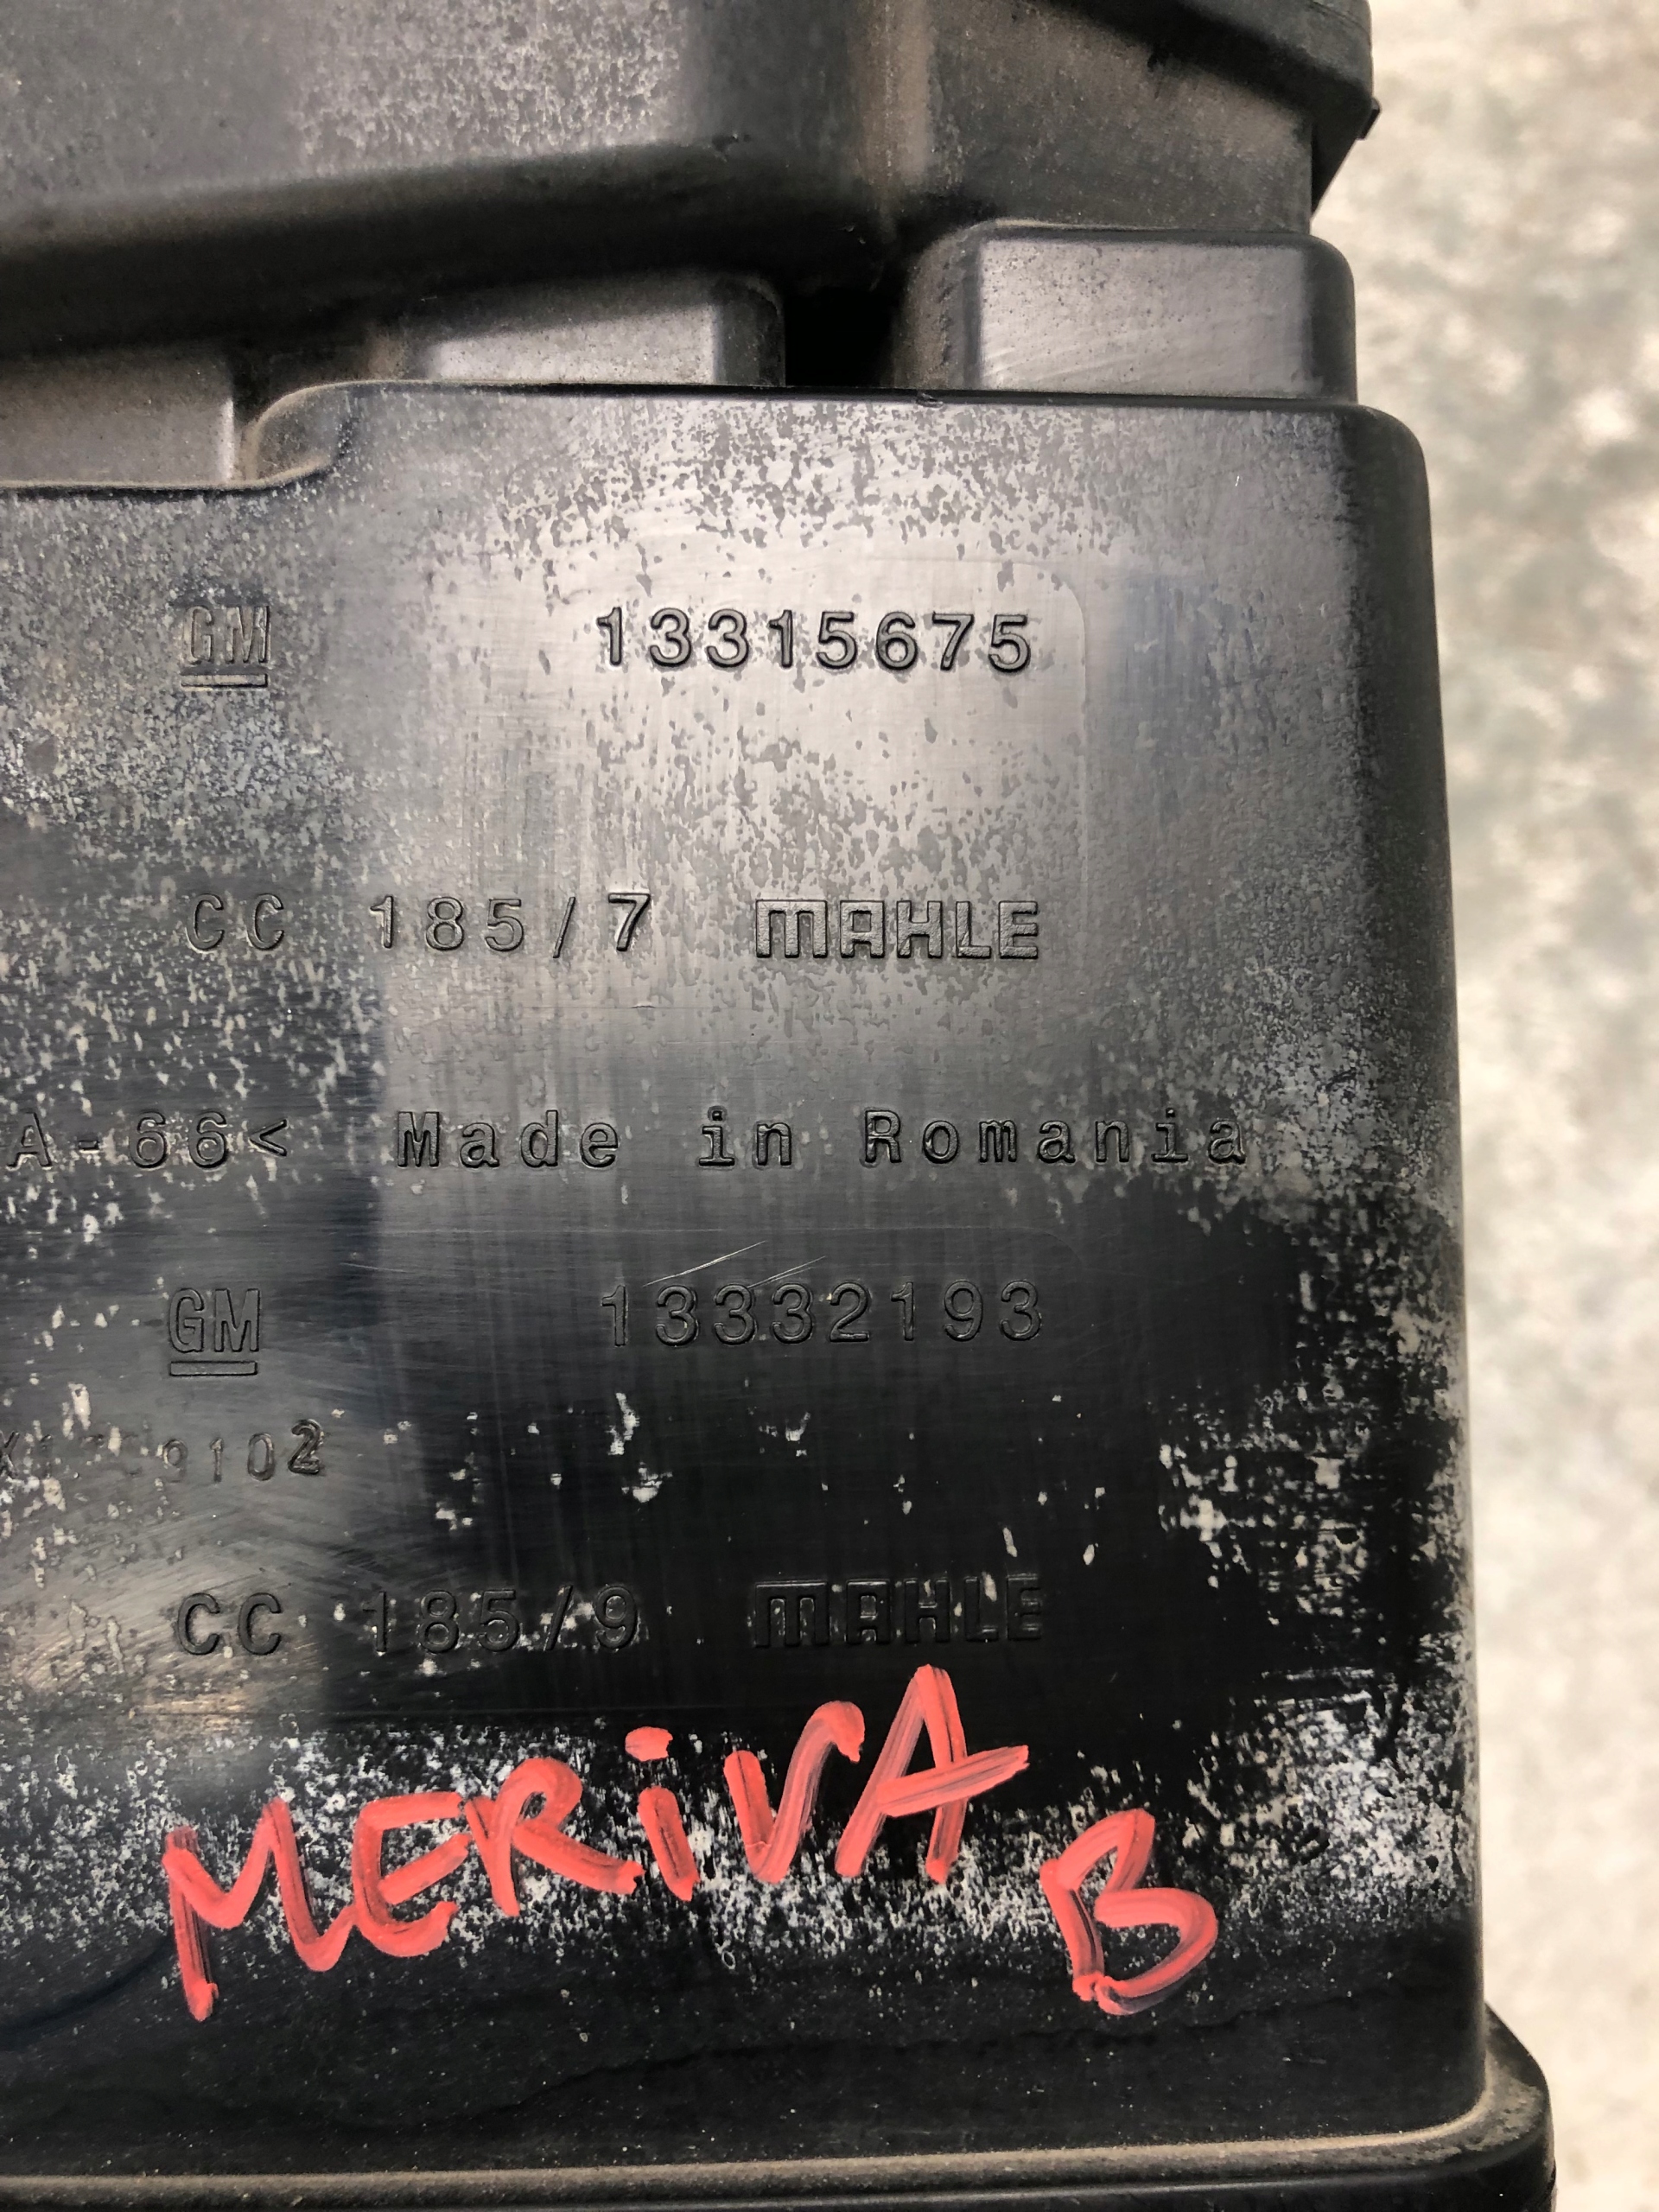 GM 13315675
CC 185/7 MAHLE
A-66< Made in Romania
GM 13332193
CC 185/9 MAHLE
MERiVA B